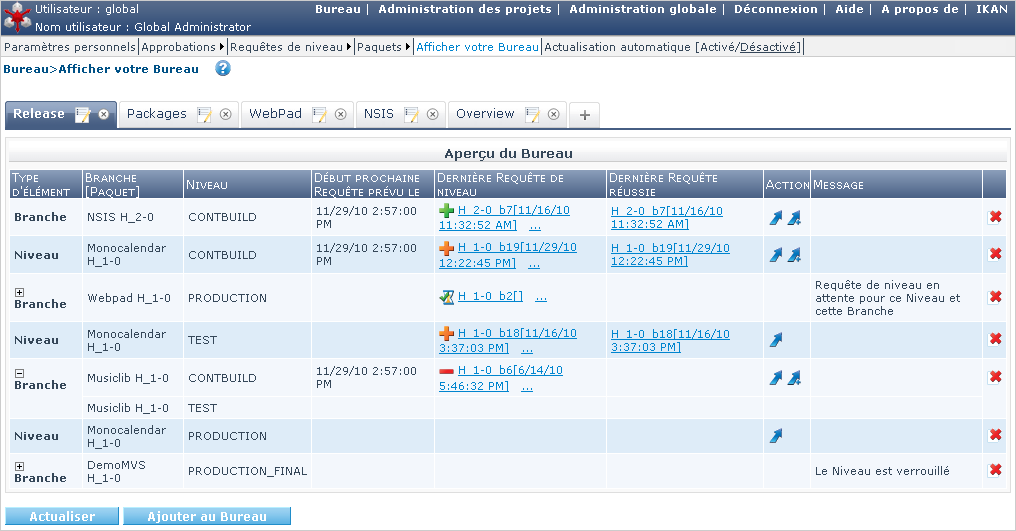 Utilisateur : global
Nom utilisateur : Global Administrator
Bureau | Administration des projets | Administration globale | Déconnexion | Aide | A propos de | IKAN
Paramètres personnels | Approbations | Requêtes de niveau | Paquets | Afficher votre Bureau | Actualisation automatique [Activé/Désactivé] |
Bureau>Afficher votre Bureau
Release Packages WebPad NSIS Overview +
Aperçu du Bureau
TYPE D'ÉLÉMENT BRANCHE [PAQUET] NIVEAU DÉBUT PROCHAINE REQUÊTE PRÉVU LE DERNIÈRE REQUÊTE DE NIVEAU DERNIÈRE REQUÊTE RÉUSSIE ACTION MESSAGE
Branche NSIS H_2-0 CONTBUILD 11/29/10 2:57:00 PM H_2-0_b7[11/16/10 11:32:52 AM] ... H_2-0_b7[11/16/10 11:32:52 AM]
Niveau Monocalendar H_1-0 CONTBUILD 11/29/10 2:57:00 PM H_1-0_b19[11/29/10 12:22:45 PM] ... H_1-0_b19[11/29/10 12:22:45 PM]
Branche Webpad H_1-0 PRODUCTION H_1-0_b2[] ... Requête de niveau en attente pour ce Niveau et cette Branche
Niveau Monocalendar H_1-0 TEST H_1-0_b18[11/16/10 3:37:03 PM] ... H_1-0_b18[11/16/10 3:37:03 PM]
Branche Musiclib H_1-0 CONTBUILD 11/29/10 2:57:00 PM H_1-0_b6[6/14/10 5:46:32 PM] ...
Musiclib H_1-0 TEST
Niveau Monocalendar H_1-0 PRODUCTION
Branche DemoMVS H_1-0 PRODUCTION_FINAL Le Niveau est verrouillé
Actualiser Ajouter au Bureau